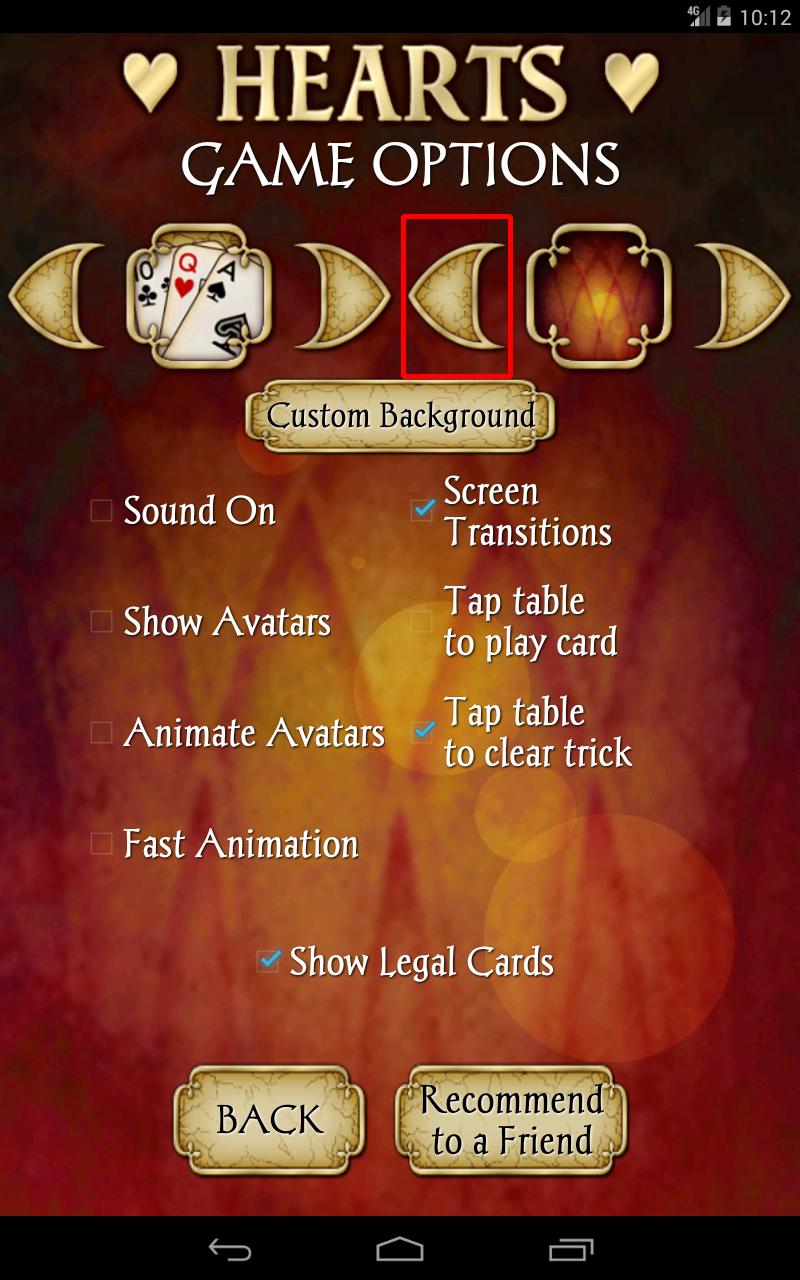 4G 10:12
HEARTS
GAME OPTIONS
Q A
Custom Background
Sound On
Screen
Transitions
Show Avatars
Tap table
to play card
Animate Avatars
Tap table
to clear trick
Fast Animation
Show Legal Cards
BACK
Recommend
to a Friend